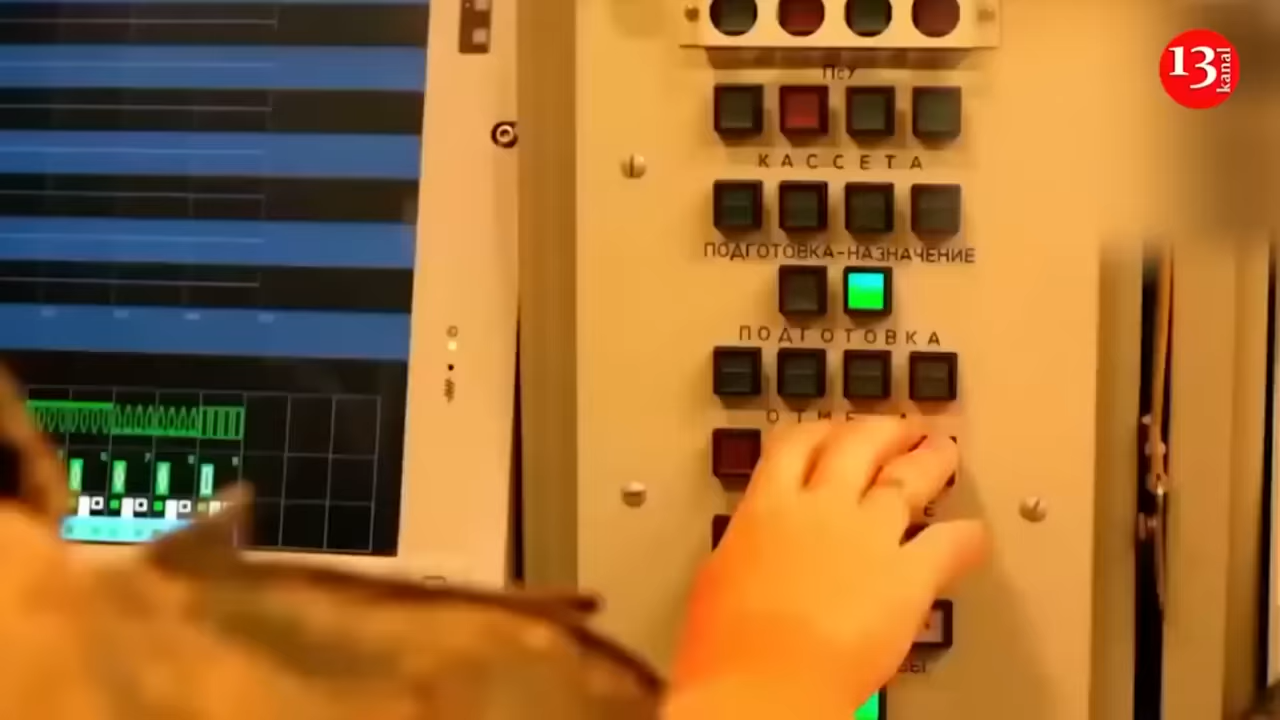 13 kanal
ПсУ
КАССЕТА
ПОДГОТОВКА-НАЗНАЧЕНИЕ
ПОДГОТОВКА